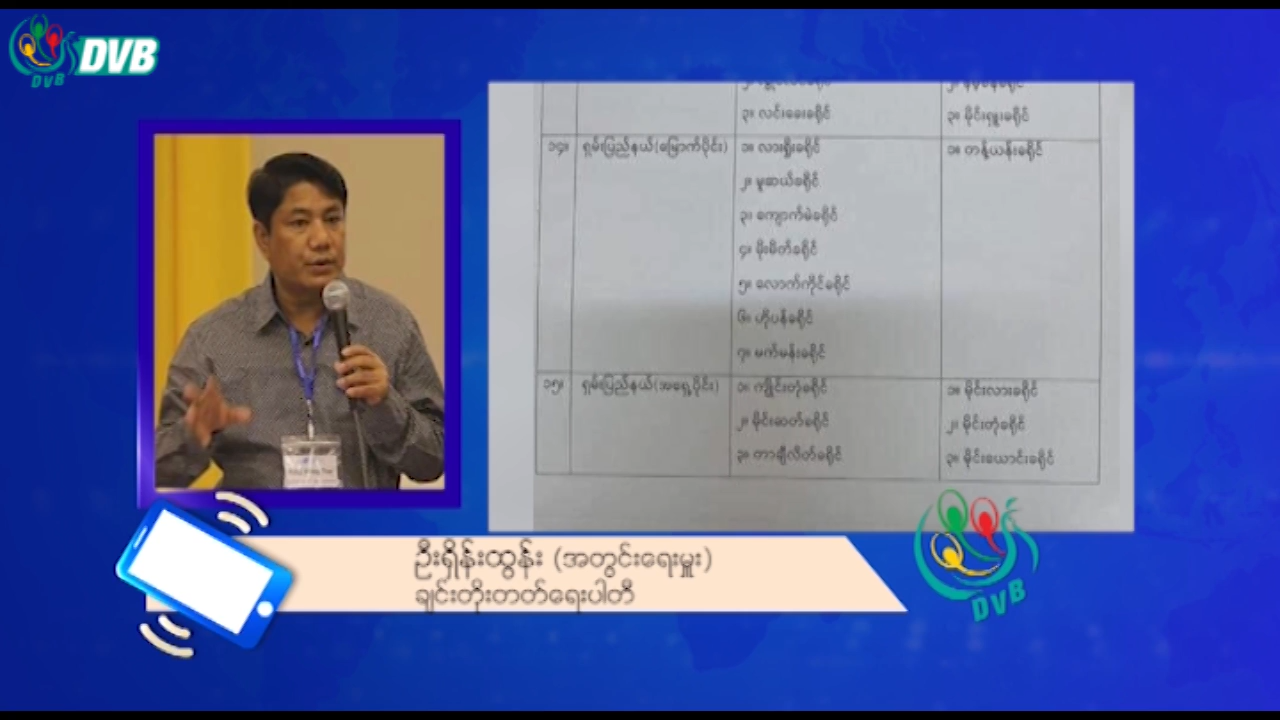 DVB
DVB
၃။ လင်းခေးခရိုင်
၃။ မိုင်းရှူးခရိုင်
၁၄။ ရှမ်းပြည်နယ်(မြောက်ပိုင်း) ၁။ လားရှိုးခရိုင် ၁။ တန့်ယန်းခရိုင်
၂။ မူဆယ်ခရိုင်
၃။ ကျောက်မဲခရိုင်
၄။ မိုးမိတ်ခရိုင်
၅။ လောက်ကိုင်ခရိုင်
၆။ ဟိုပန်ခရိုင်
၇။ မက်မန်းခရိုင်
၁၅။ ရှမ်းပြည်နယ်(အရှေ့ပိုင်း) ၁။ ကျိုင်းတုံခရိုင် ၁။ မိုင်းလားခရိုင်
၂။ မိုင်းဆတ်ခရိုင် ၂။ မိုင်းတုံခရိုင်
၃။ တာချီလိတ်ခရိုင် ၃။ မိုင်းယောင်းခရိုင်
ဦးရှိန်းထွန်း (အတွင်းရေးမှူး)
ချင်းတိုးတတ်ရေးပါတီ
DVB